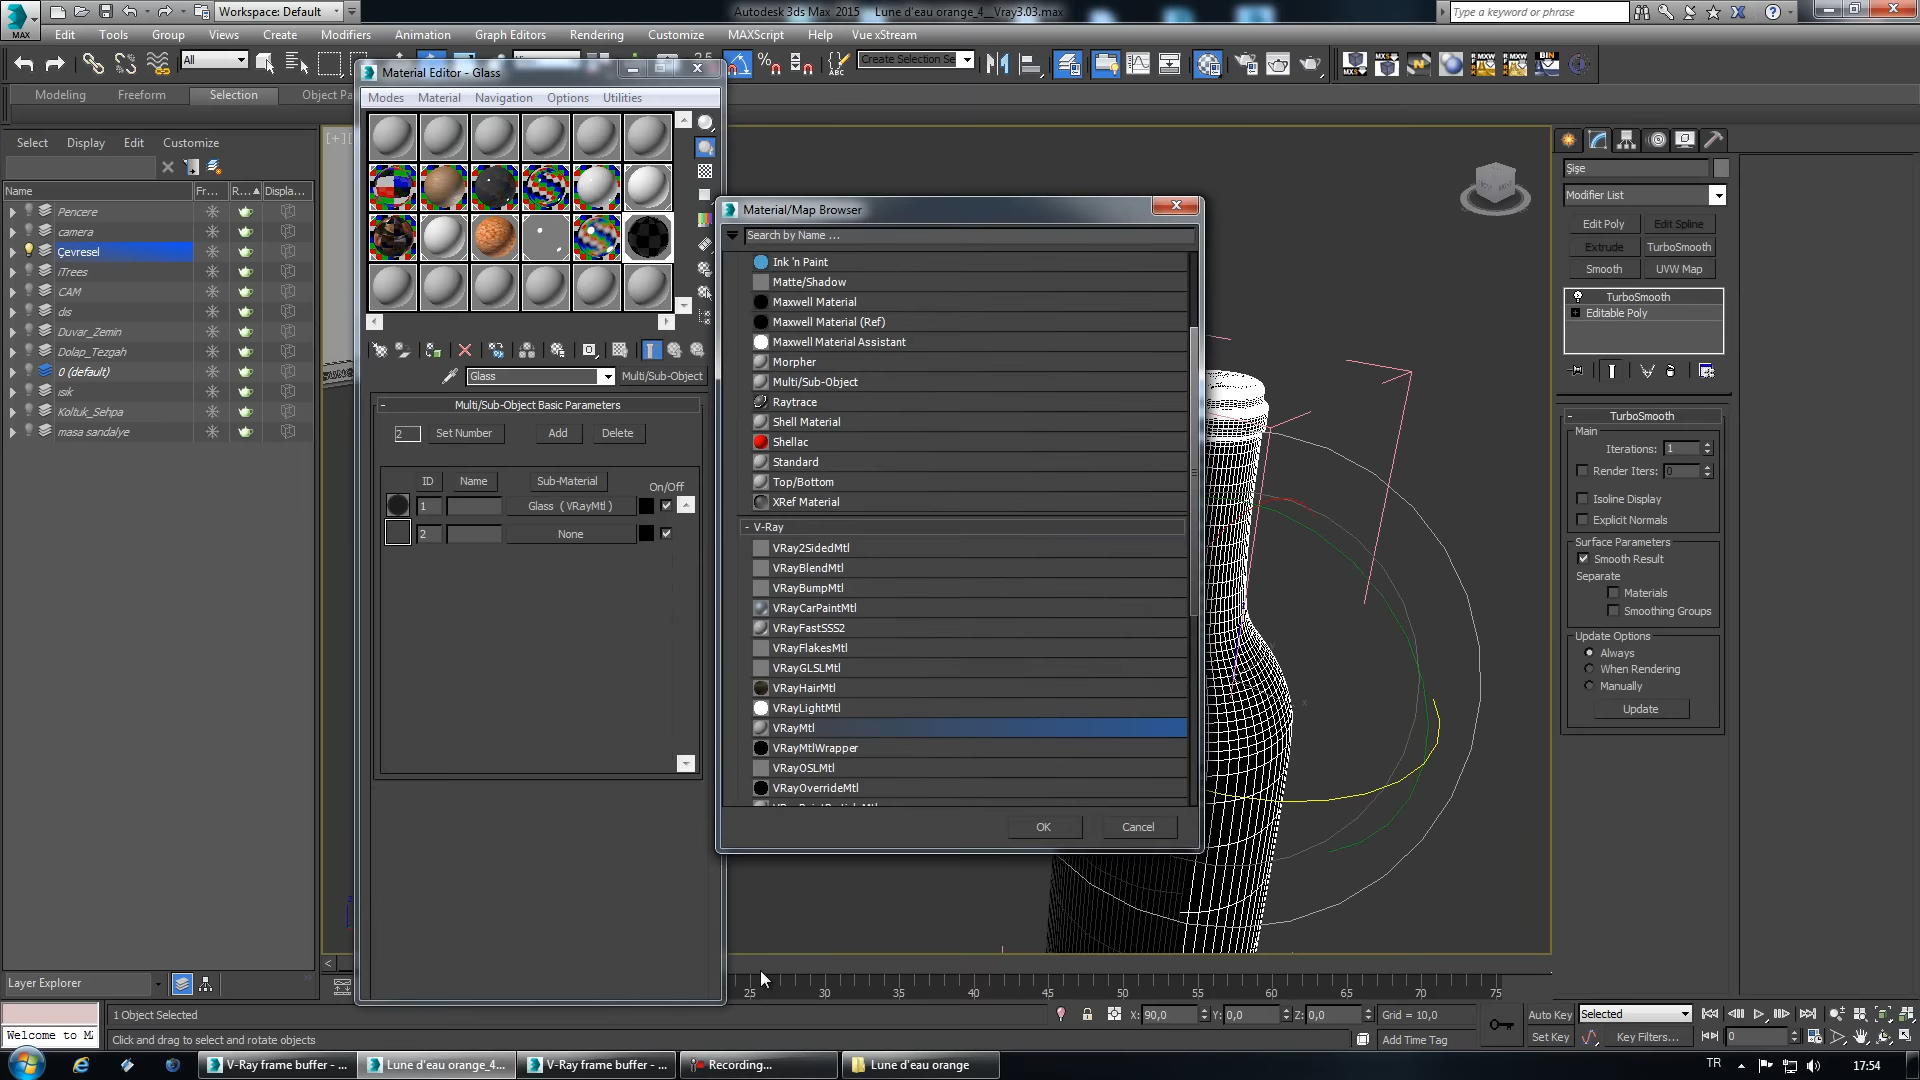 MAX
Workspace: Default
Autodesk 3ds Max 2015    Lune d'eau orange_4__Vray3.03.max
Type a keyword or phrase
Edit Tools Group Views Create Modifiers Animation Graph Editors Rendering Customize MAXScript Help Vue xStream
All
Create Selection Se
Modeling Freeform Selection Object Pa
Select Display Edit Customize
Name Fr... R... Displa...
Pencere
camera
Çevresel
iTrees
CAM
dis
Duvar_Zemin
Dolap_Tezgah
0 (default)
isik
Koltuk_Sehpa
masa sandalye
Layer Explorer
Material Editor - Glass
Modes Material Navigation Options Utilities
Glass
Multi/Sub-Object
- Multi/Sub-Object Basic Parameters
2 Set Number Add Delete
ID Name Sub-Material On/Off
1 Glass ( VRayMtl )
2 None
Material/Map Browser
Search by Name ...
Ink 'n Paint
Matte/Shadow
Maxwell Material
Maxwell Material (Ref)
Maxwell Material Assistant
Morpher
Multi/Sub-Object
Raytrace
Shell Material
Shellac
Standard
Top/Bottom
XRef Material
- V-Ray
VRay2SidedMtl
VRayBlendMtl
VRayBumpMtl
VRayCarPaintMtl
VRayFastSSS2
VRayFlakesMtl
VRayGLSLMtl
VRayHairMtl
VRayLightMtl
VRayMtl
VRayMtlWrapper
VRayOSLMtl
VRayOverrideMtl
OK Cancel
Şişe
Modifier List
Edit Poly Edit Spline
Extrude TurboSmooth
Smooth UVW Map
TurboSmooth
Editable Poly
- TurboSmooth
Main
Iterations: 1
Render Iters: 0
Isoline Display
Explicit Normals
Surface Parameters
Smooth Result
Separate
Materials
Smoothing Groups
Update Options
Always
When Rendering
Manually
Update
25 30 35 40 45 50 55 60 65 70 75
1 Object Selected
X: 90,0 Y: 0,0 Z: 0,0 Grid = 10,0
Auto Key Selected
Welcome to M
Click and drag to select and rotate objects
Add Time Tag
Set Key Key Filters... 0
V-Ray frame buffer - ...
Lune d'eau orange_4...
V-Ray frame buffer - ...
Recording...
Lune d'eau orange
TR 17:54